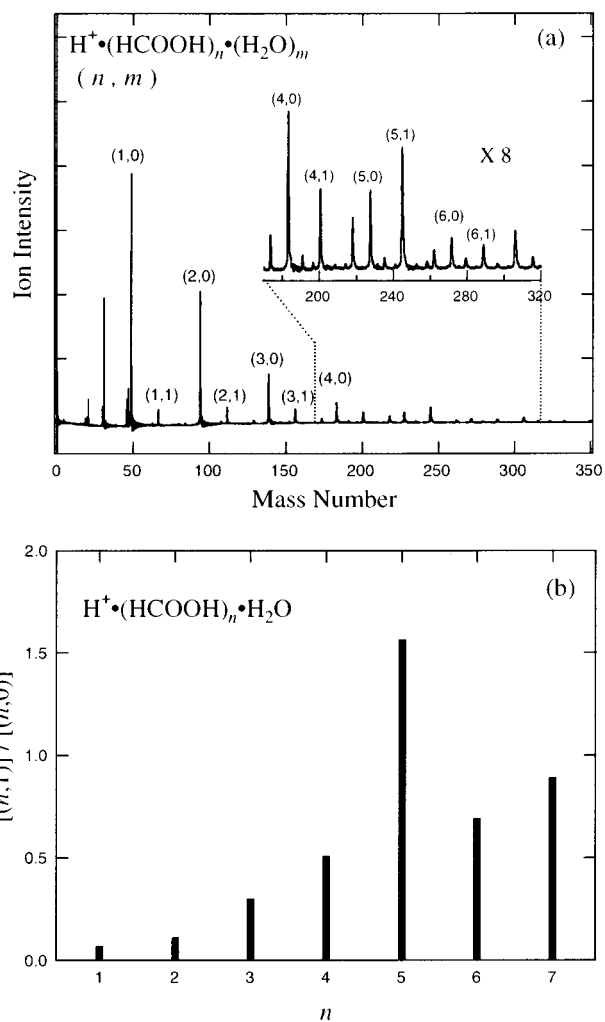 H⁺•(HCOOH)ₙ•(H₂O)ₘ
(n, m)
(a)
(4,0)
(5,1)
X 8
(1,0)
(4,1)
(5,0)
(6,0)
(6,1)
Ion Intensity
200 240 280 320
(2,0)
(3,0)
(4,0)
(1,1)
(2,1)
(3,1)
0 50 100 150 200 250 300 350
Mass Number
2.0
(b)
H⁺•(HCOOH)ₙ•H₂O
1.5
1.0
[(n,1)] / [(n,0)]
0.5
0.0
1 2 3 4 5 6 7
n